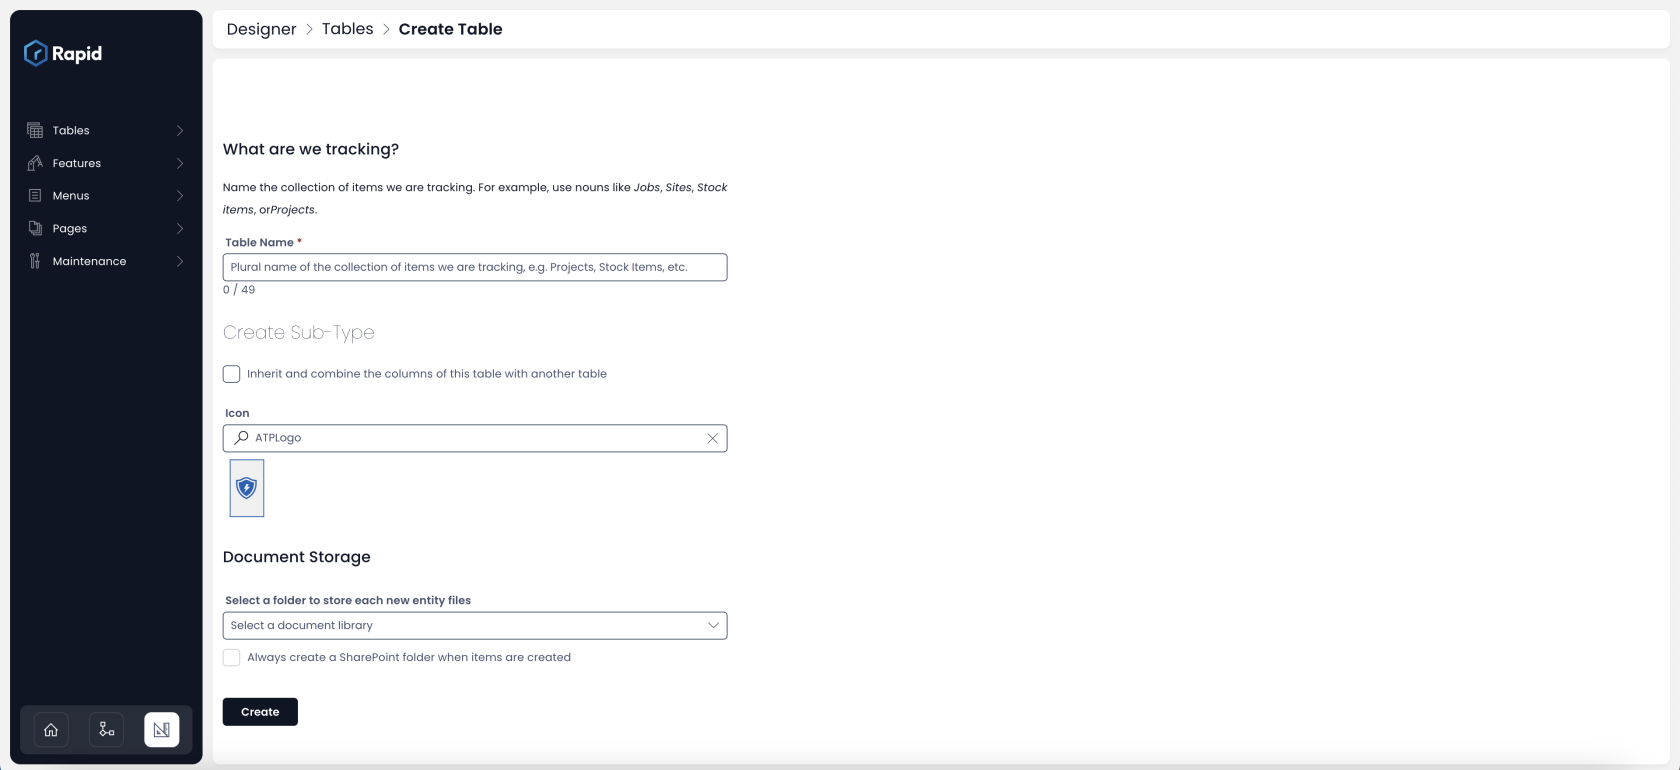 Rapid
Tables
Features
Menus
Pages
Maintenance
Designer > Tables > Create Table
What are we tracking?
Name the collection of items we are tracking. For example, use nouns like Jobs, Sites, Stock
items, orProjects.
Table Name *
Plural name of the collection of items we are tracking, e.g. Projects, Stock Items, etc.
0 / 49
Create Sub-Type
Inherit and combine the columns of this table with another table
Icon
ATPLogo
Document Storage
Select a folder to store each new entity files
Select a document library
Always create a SharePoint folder when items are created
Create